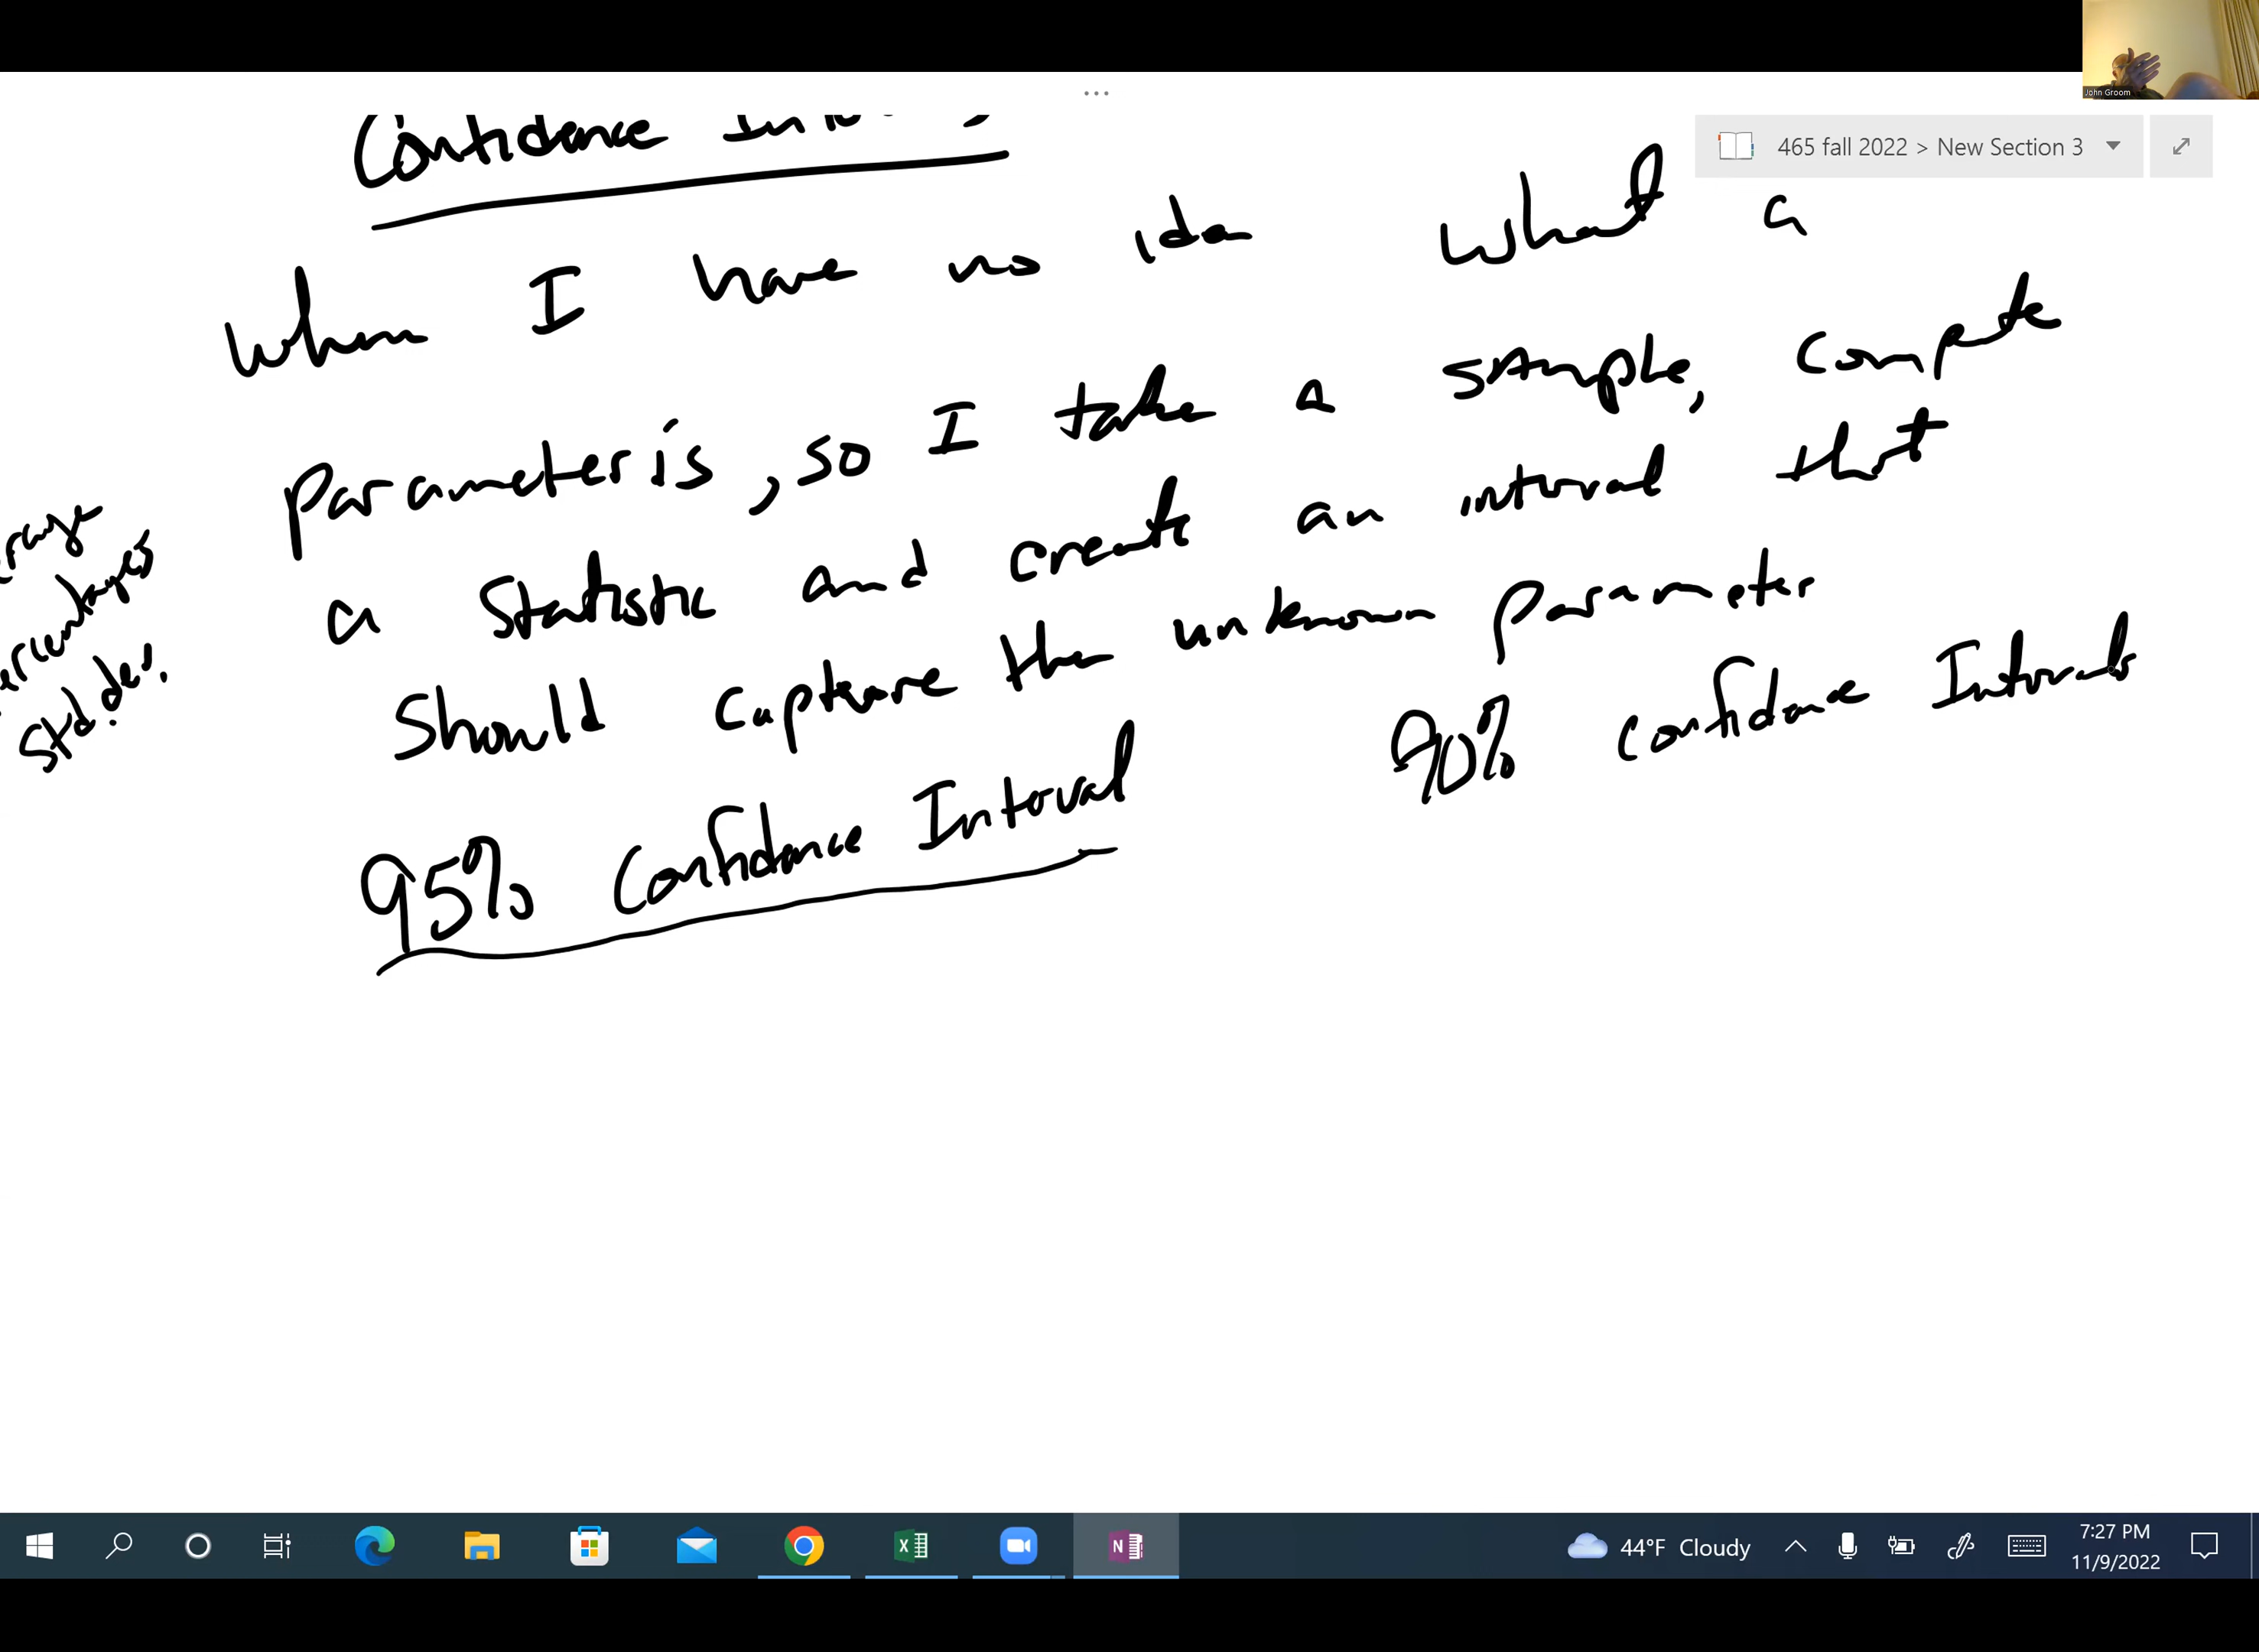 John Groom
465 fall 2022 > New Section 3
Confidence
when I have no idea what a
parameter is, so I take a sample, compute
a statistic and create an interval that
should capture the unknown parameter
95% Confidence Interval
90% Confidence Intervals
std. dev.
44°F Cloudy
7:27 PM
11/9/2022